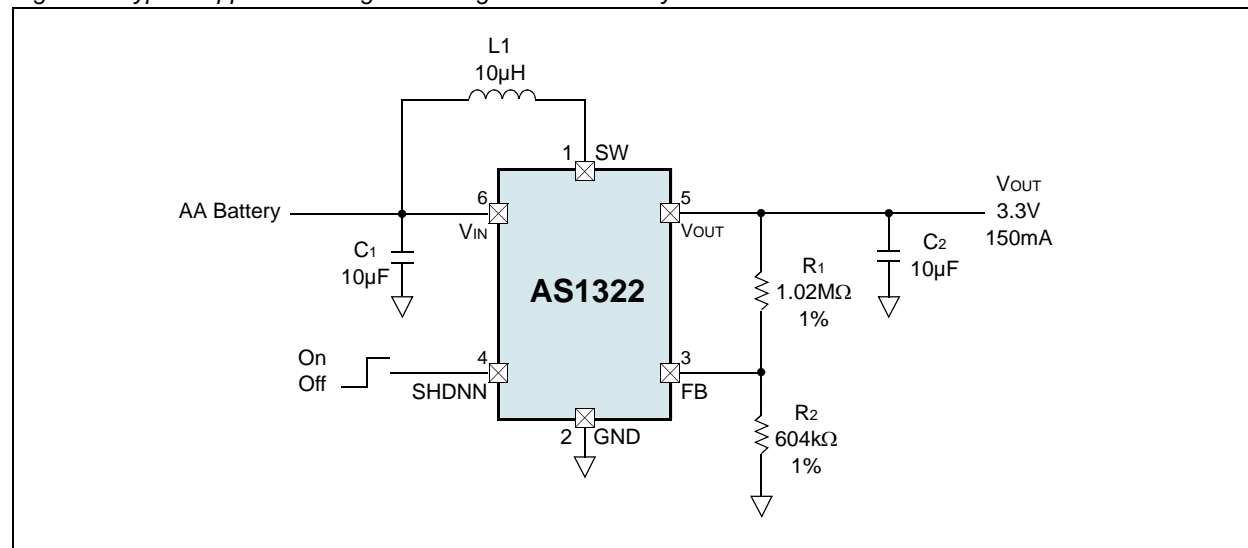 L1
10µH
1 SW
AA Battery
6
VIN
C1
10µF
5
VOUT
VOUT
3.3V
150mA
C2
10µF
R1
1.02MΩ
1%
AS1322
On
Off
4
SHDNN
3
FB
2 GND
R2
604kΩ
1%